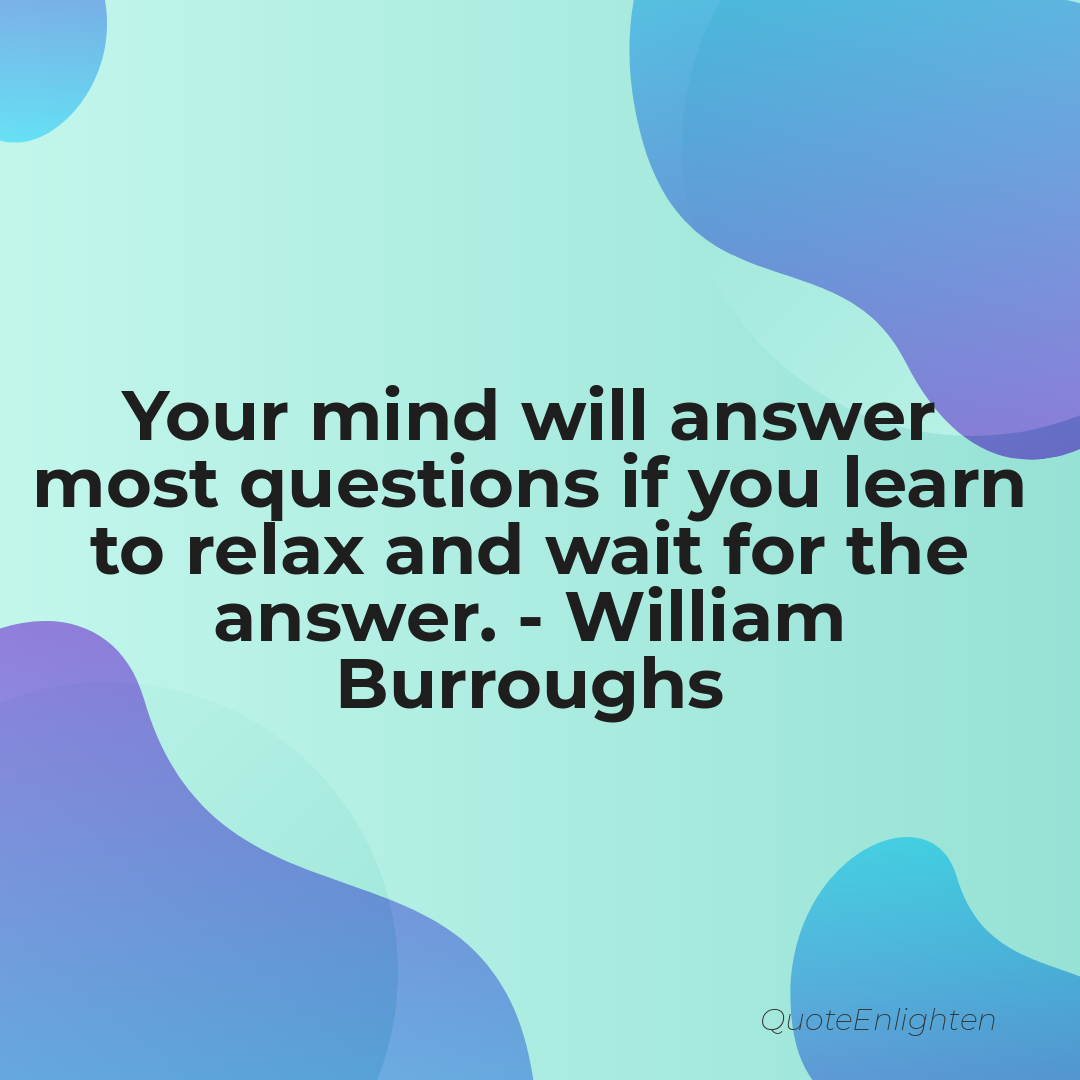 Your mind will answer
most questions if you learn
to relax and wait for the
answer. - William
Burroughs
QuoteEnlighten